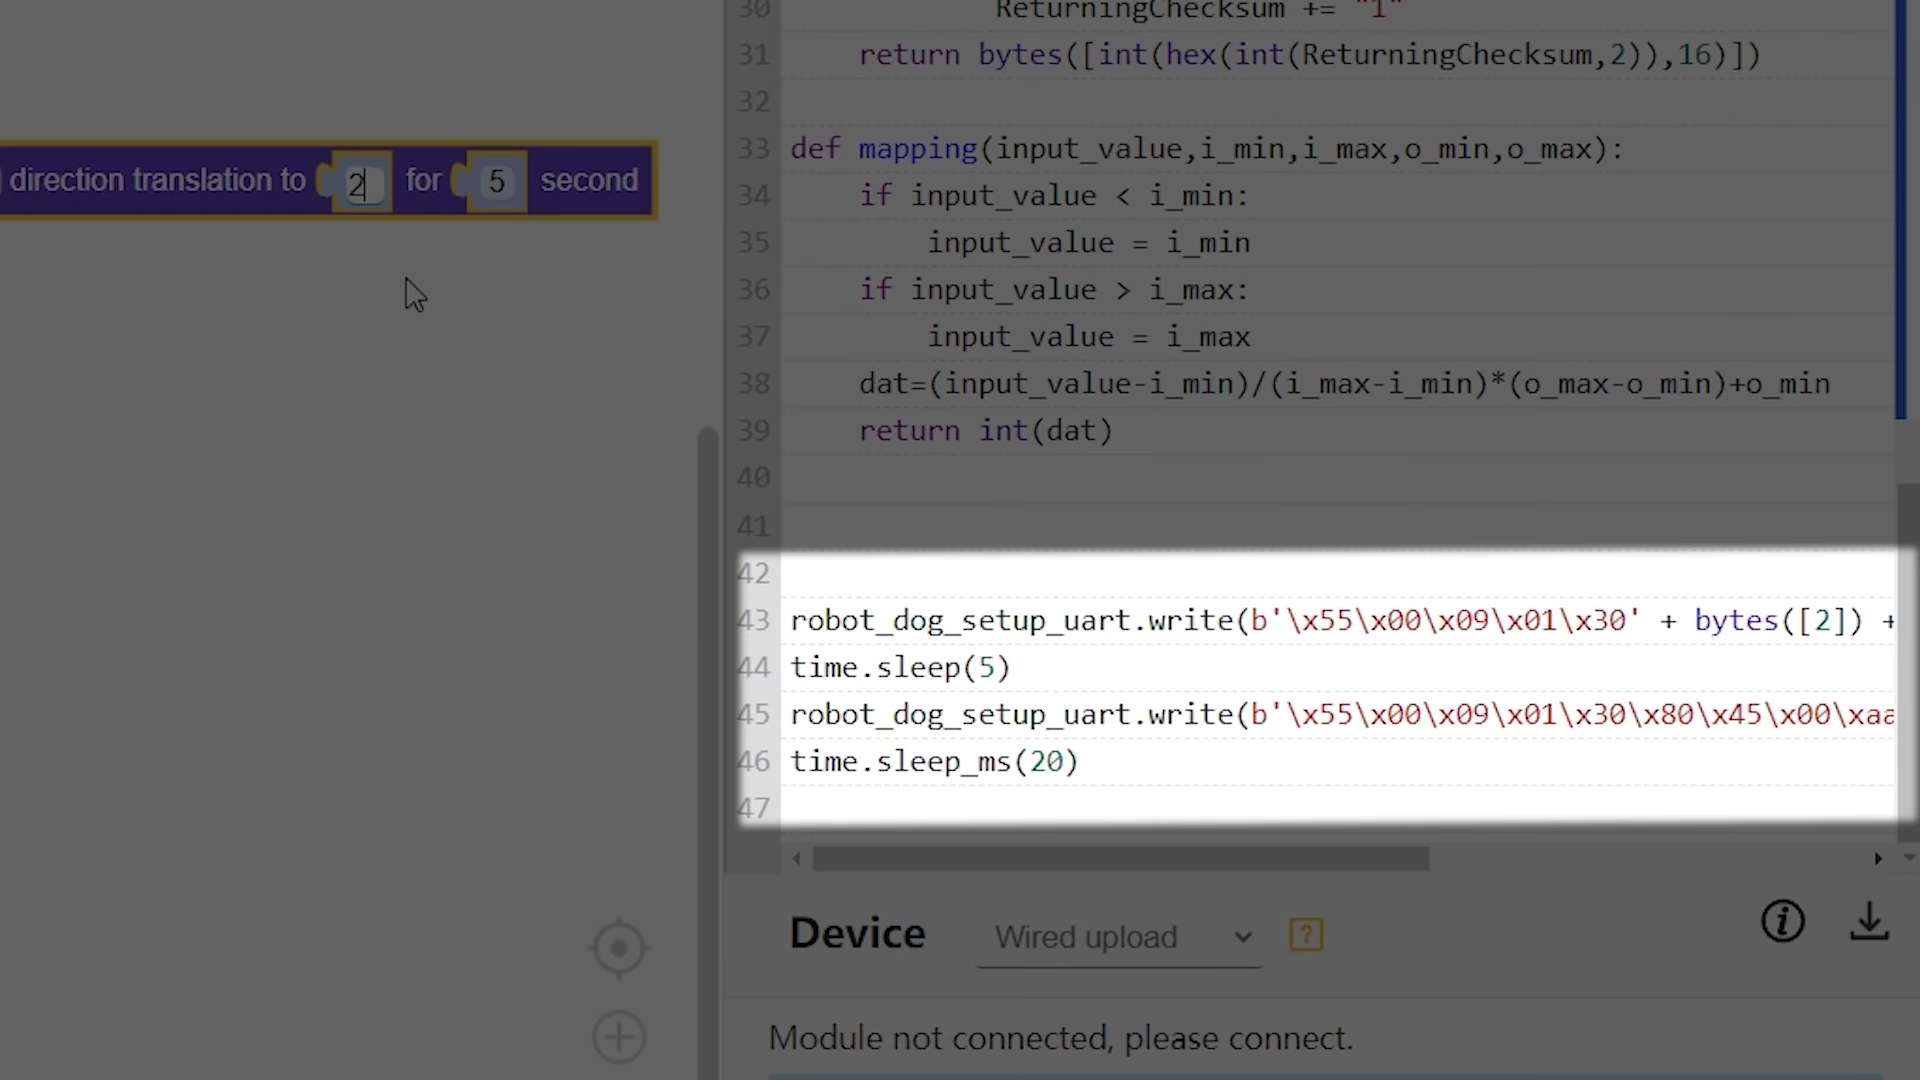 direction translation to 2 for 5 second
30 ReturningChecksum += "1"
31 return bytes([int(hex(int(ReturningChecksum,2)),16)])
32
33 def mapping(input_value,i_min,i_max,o_min,o_max):
34 if input_value < i_min:
35 input_value = i_min
36 if input_value > i_max:
37 input_value = i_max
38 dat=(input_value-i_min)/(i_max-i_min)*(o_max-o_min)+o_min
39 return int(dat)
40
41
42
43 robot_dog_setup_uart.write(b'\x55\x00\x09\x01\x30' + bytes([2]) +
44 time.sleep(5)
45 robot_dog_setup_uart.write(b'\x55\x00\x09\x01\x30\x80\x45\x00\xaa
46 time.sleep_ms(20)
47
Device Wired upload ?
Module not connected, please connect.